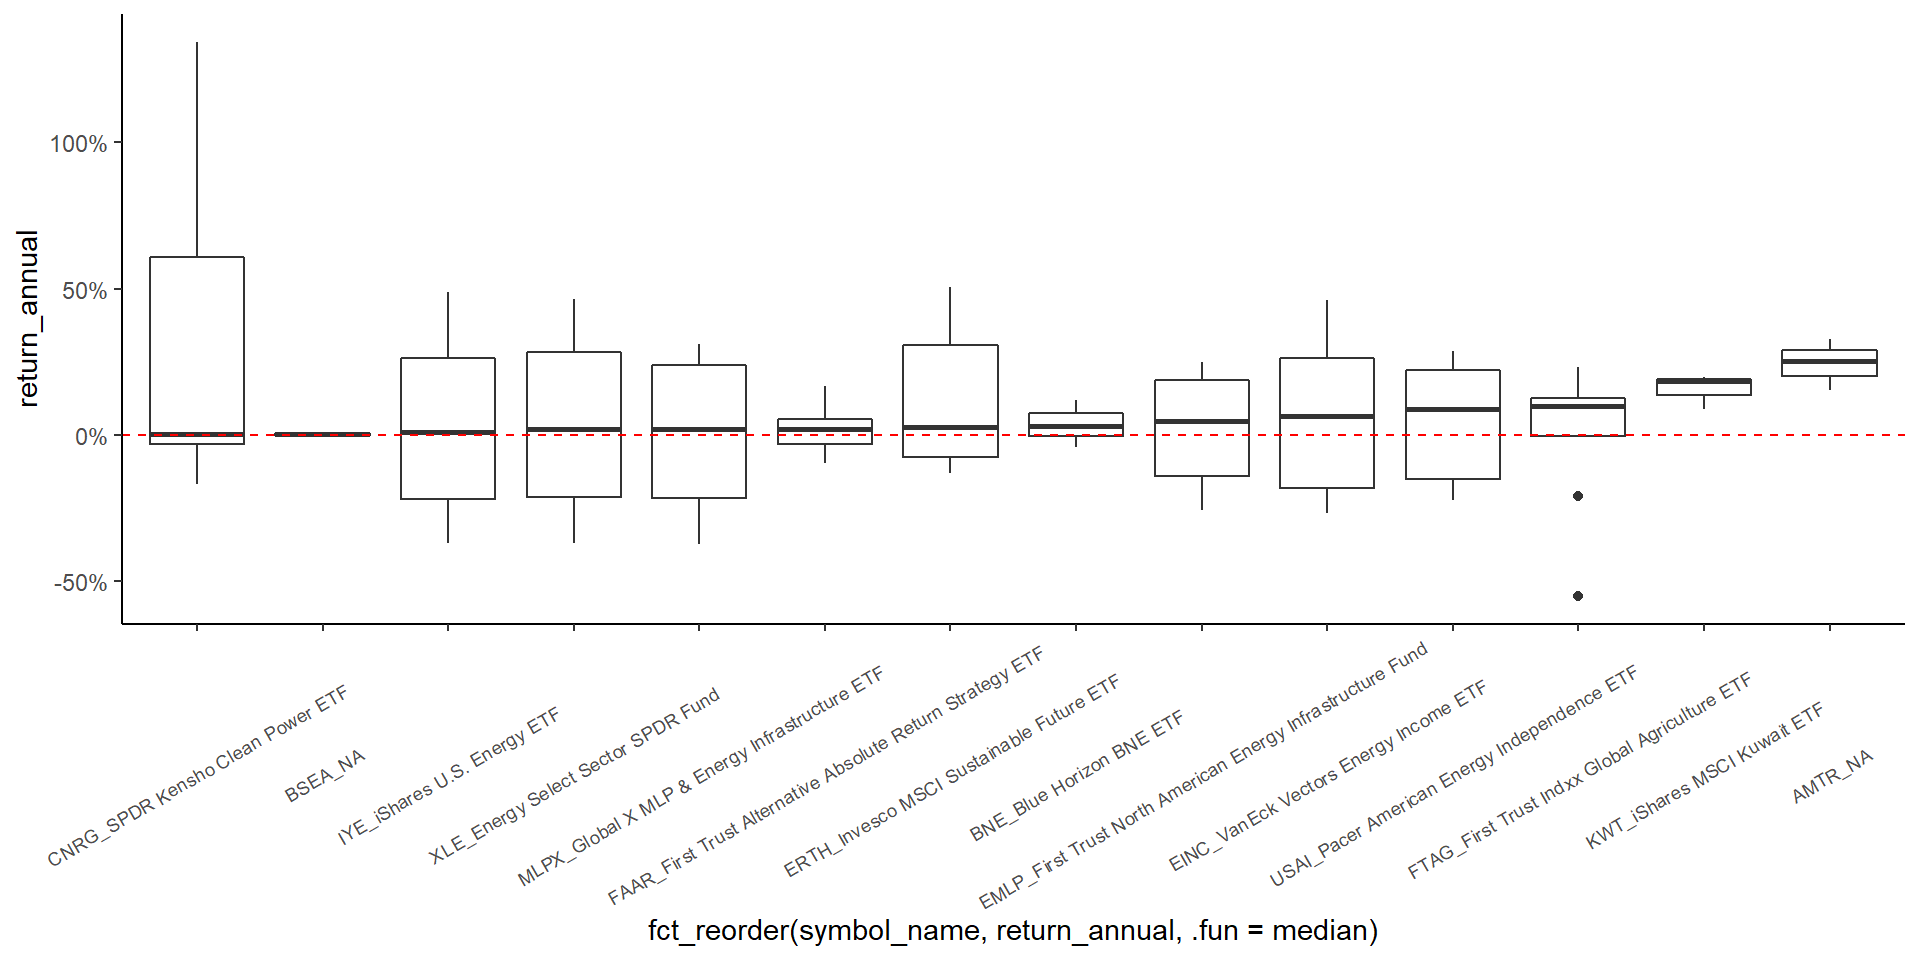 return_annual
100%
50%
0%
-50%
CNRG_SPDR Kensho Clean Power ETF
BSEA_NA
IYE_iShares U.S. Energy ETF
XLE_Energy Select Sector SPDR Fund
MLPX_Global X MLP & Energy Infrastructure ETF
FAAR_First Trust Alternative Absolute Return Strategy ETF
ERTH_Invesco MSCI Sustainable Future ETF
BNE_Blue Horizon BNE ETF
EMLP_First Trust North American Energy Infrastructure Fund
EINC_VanEck Vectors Energy Income ETF
USAI_Pacer American Energy Independence ETF
FTAG_First Trust Indxx Global Agriculture ETF
KWT_iShares MSCI Kuwait ETF
AMTR_NA
fct_reorder(symbol_name, return_annual, .fun = median)